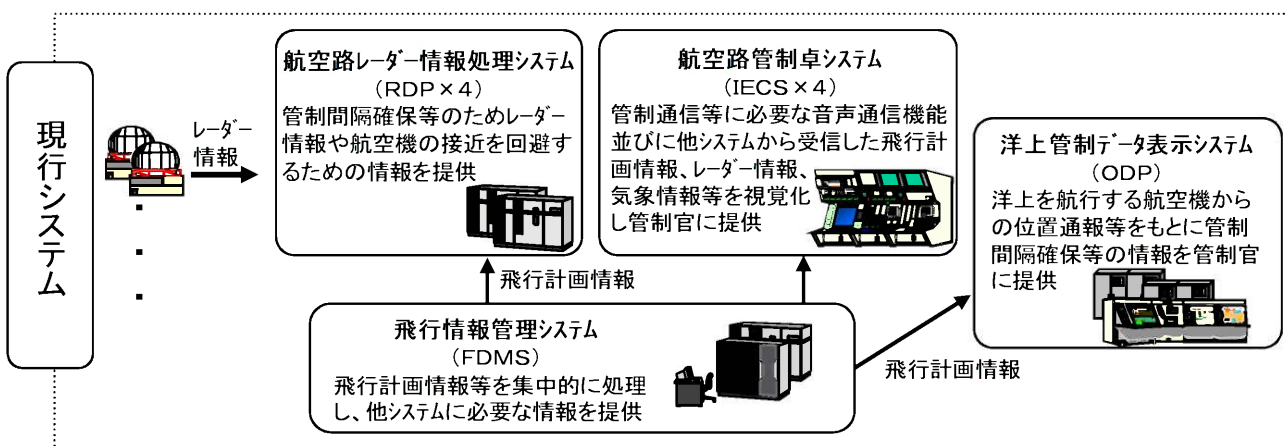 現行システム
レーダー
情報
航空路レーダー情報処理システム
(RDP×4)
管制間隔確保等のためレーダー
情報や航空機の接近を回避す
るための情報を提供
航空路管制卓システム
(IECS×4)
管制通信等に必要な音声通信機能
並びに他システムから受信した飛行計
画情報、レーダー情報、
気象情報等を視覚化
し管制官に提供
洋上管制データ表示システム
(ODP)
洋上を航行する航空機から
の位置通報等をもとに管制
間隔確保等の情報を管制官
に提供
飛行計画情報
飛行情報管理システム
(FDMS)
飛行計画情報等を集中的に処理
し、他システムに必要な情報を提供
飛行計画情報